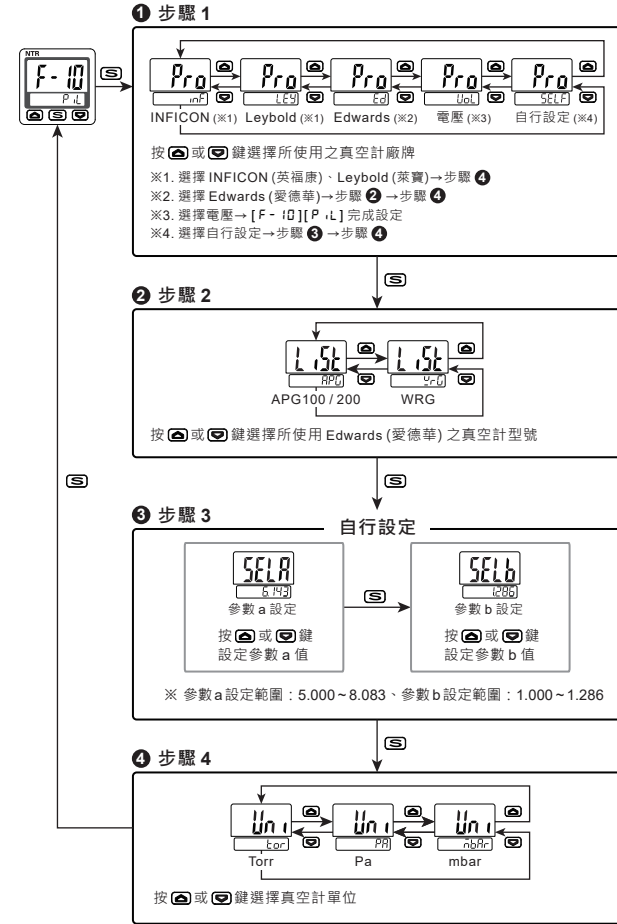 ❶ 步驟 1
NTR
F-10
PiL
S
S
Pro
inF
Pro
LEY
Pro
Ed
Pro
VoL
Pro
SELF
INFICON (※1) Leybold (※1) Edwards (※2) 電壓 (※3) 自行設定 (※4)
按 或 鍵選擇所使用之真空計廠牌
※1. 選擇 INFICON (英福康)、Leybold (萊寶)→步驟 ❹
※2. 選擇 Edwards (愛德華)→步驟 ❷ →步驟 ❹
※3. 選擇電壓→ [F-10][PiL] 完成設定
※4. 選擇自行設定→步驟 ❸ →步驟 ❹
S
❷ 步驟 2
LiSt
APG
LiSt
YrG
APG100 / 200 WRG
按 或 鍵選擇所使用 Edwards (愛德華) 之真空計型號
S
S
❸ 步驟 3
自行設定
SELA
6.143
參數 a 設定
按 或 鍵
設定參數 a 值
S
SELb
1.286
參數 b 設定
按 或 鍵
設定參數 b 值
※ 參數a設定範圍:5.000~8.083、參數b設定範圍:1.000~1.286
S
❹ 步驟 4
Uni
tor
Uni
PA
Uni
nbAr
Torr Pa mbar
按 或 鍵選擇真空計單位